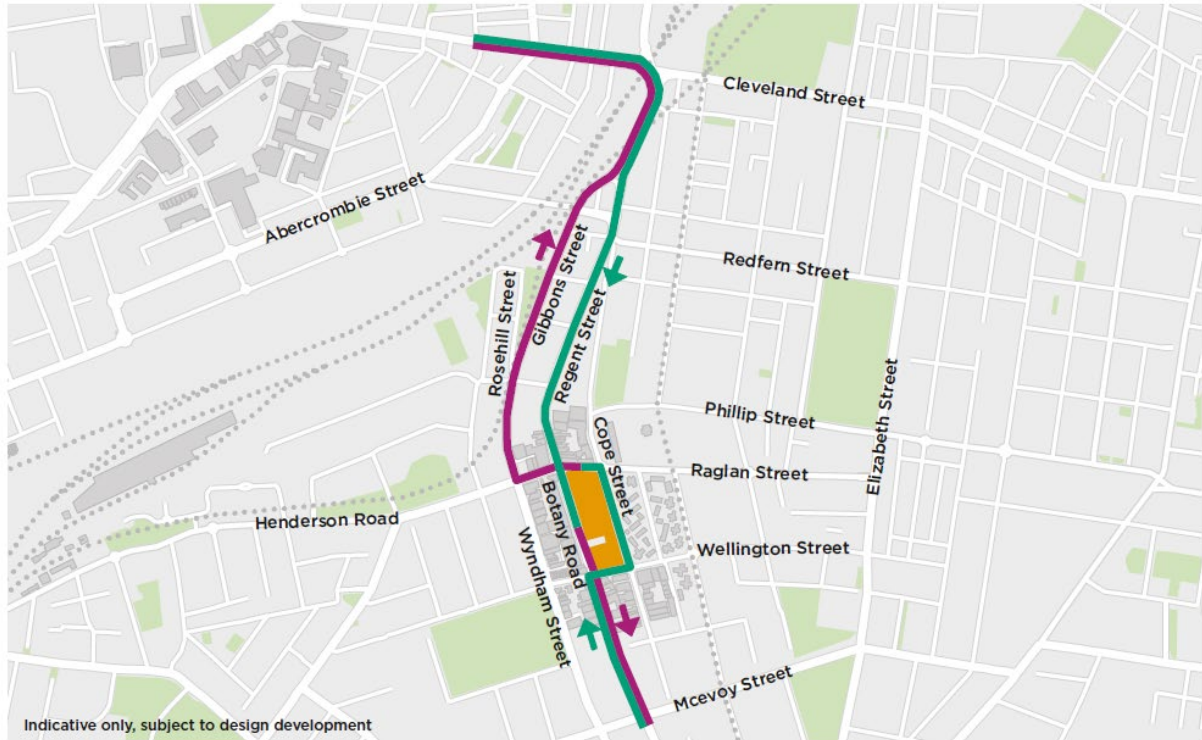 Cleveland Street
Abercrombie Street
Redfern Street
Gibbons Street
Rosehill Street
Regent Street
Phillip Street
Elizabeth Street
Cope Street
Raglan Street
Botany Road
Henderson Road
Wyndham Street
Wellington Street
Mcevoy Street
Indicative only, subject to design development